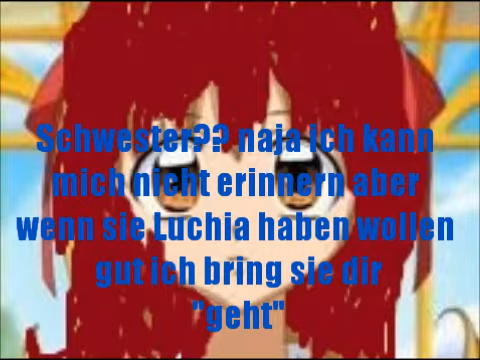 Schwester?? naja Ich kann
mich nicht erinnern aber
wenn sie Luchia haben wollen
gut ich bring sie dir
"geht"